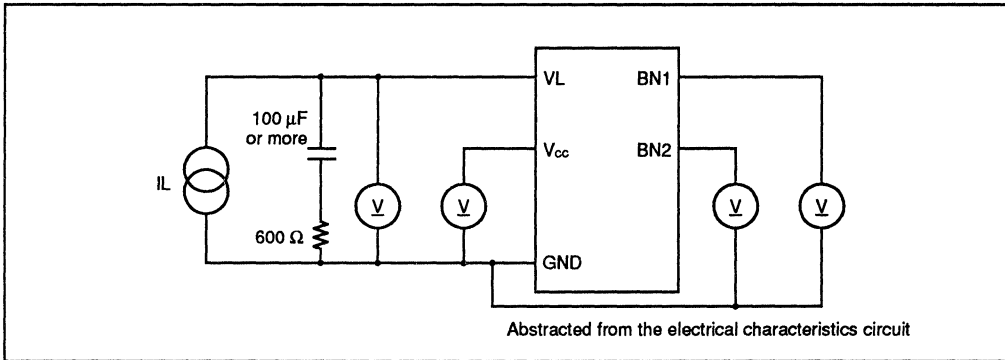 VL
BN1
100 µF
or more
Vcc
BN2
IL
V
V
V
V
600 Ω
GND
Abstracted from the electrical characteristics circuit